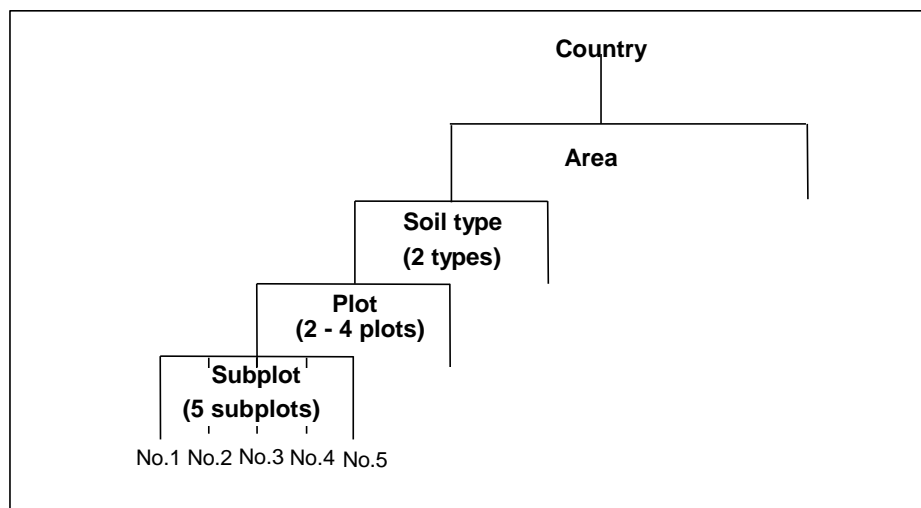 Country
Area
Soil type
(2 types)
Plot
(2 - 4 plots)
Subplot
(5 subplots)
No.1 No.2 No.3 No.4 No.5